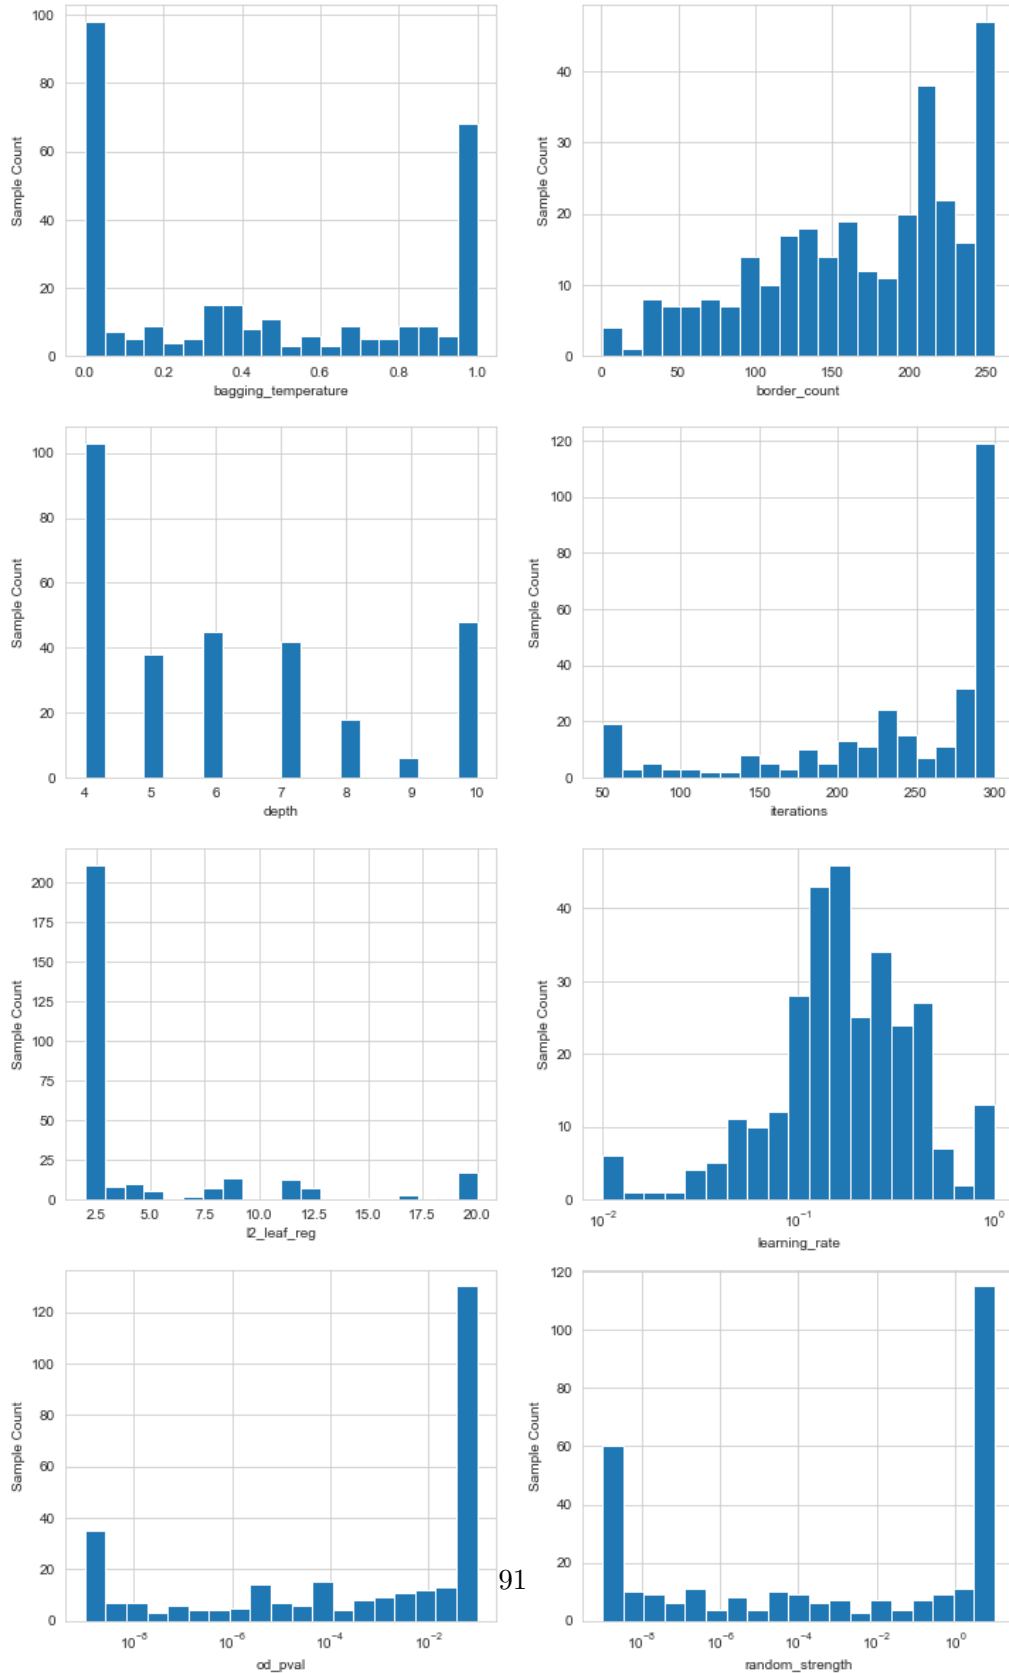 100
80
60
40
20
0
Sample Count
0.0 0.2 0.4 0.6 0.8 1.0
bagging_temperature
40
30
20
10
0
Sample Count
0 50 100 150 200 250
border_count
100
80
60
40
20
0
Sample Count
4 5 6 7 8 9 10
depth
120
100
80
60
40
20
0
Sample Count
50 100 150 200 250 300
iterations
200
175
150
125
100
75
50
25
0
Sample Count
2.5 5.0 7.5 10.0 12.5 15.0 17.5 20.0
l2_leaf_reg
40
30
20
10
0
Sample Count
10⁻² 10⁻¹ 10⁰
learning_rate
120
100
80
60
40
20
0
Sample Count
10⁻⁸ 10⁻⁶ 10⁻⁴ 10⁻²
od_pval
120
100
80
60
40
20
0
Sample Count
10⁻⁸ 10⁻⁶ 10⁻⁴ 10⁻² 10⁰
random_strength
91